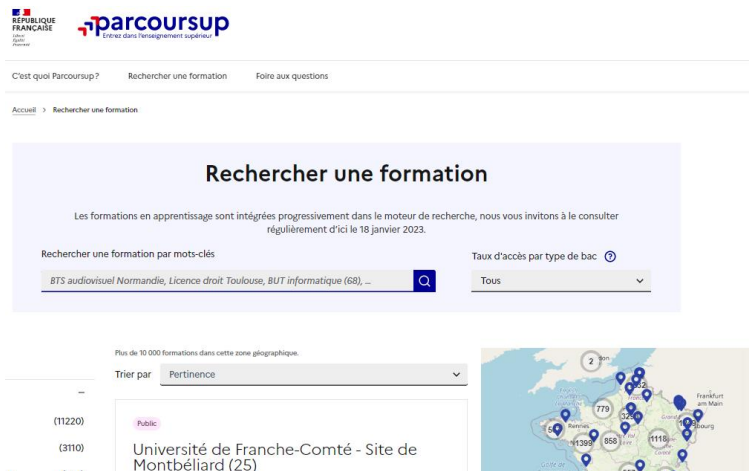 RÉPUBLIQUE
FRANÇAISE
Liberté
Égalité
Fraternité
parcoursup
Entrez dans l'enseignement supérieur
C'est quoi Parcoursup?
Rechercher une formation
Foire aux questions
Accueil > Rechercher une formation
Rechercher une formation
Les formations en apprentissage sont intégrées progressivement dans le moteur de recherche, nous vous invitons à le consulter
régulièrement d'ici le 18 janvier 2023.
Rechercher une formation par mots-clés
Taux d'accès par type de bac ?
BTS audiovisuel Normandie, Licence droit Toulouse, BUT informatique (68), ...
Tous
Plus de 10 000 formations dans cette zone géographique.
Trier par
Pertinence
(11220)
(3110)
Public
Université de Franche-Comté - Site de
Montbéliard (25)
2
Frankfurt
am Main
779
Rennes
1399
858
1118